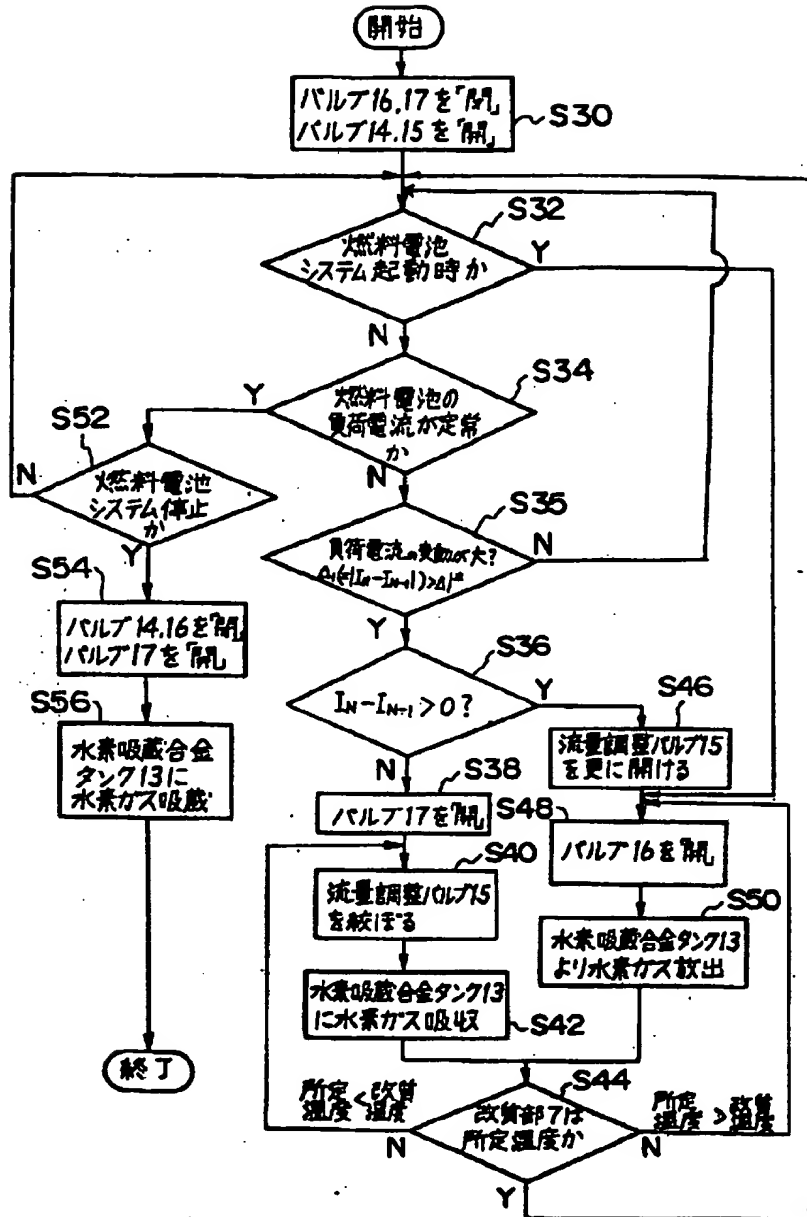 開始
バルブ16.17を「閉」
バルブ14.15を「開」
S30
S32
燃料電池
システム起動時か
Y
N
S34
燃料電池の
負荷電流が定常
か
Y
N
S52
燃料電池
システム停止
か
N
Y
S35
負荷電流の変動が大?
N
Y
S54
バルブ14.16を
バルブ17を「開」
S36
Y
N
S56
水素吸蔵合金
タンク13に
水素ガス吸蔵
S46
流量調整バルブ15
を更に開ける
S38
バルブ17を「開」
S48
バルブ16を「開」
S40
流量調整バルブ15
を絞ぼる
S50
水素吸蔵合金タンク13
より水素ガス放出
水素吸蔵合金タンク13
に水素ガス吸収
S42
終了
S44
改質部7は
所定温度か
所定 < 改質
温度 温度
N
所定 > 改質
温度 温度
N
Y